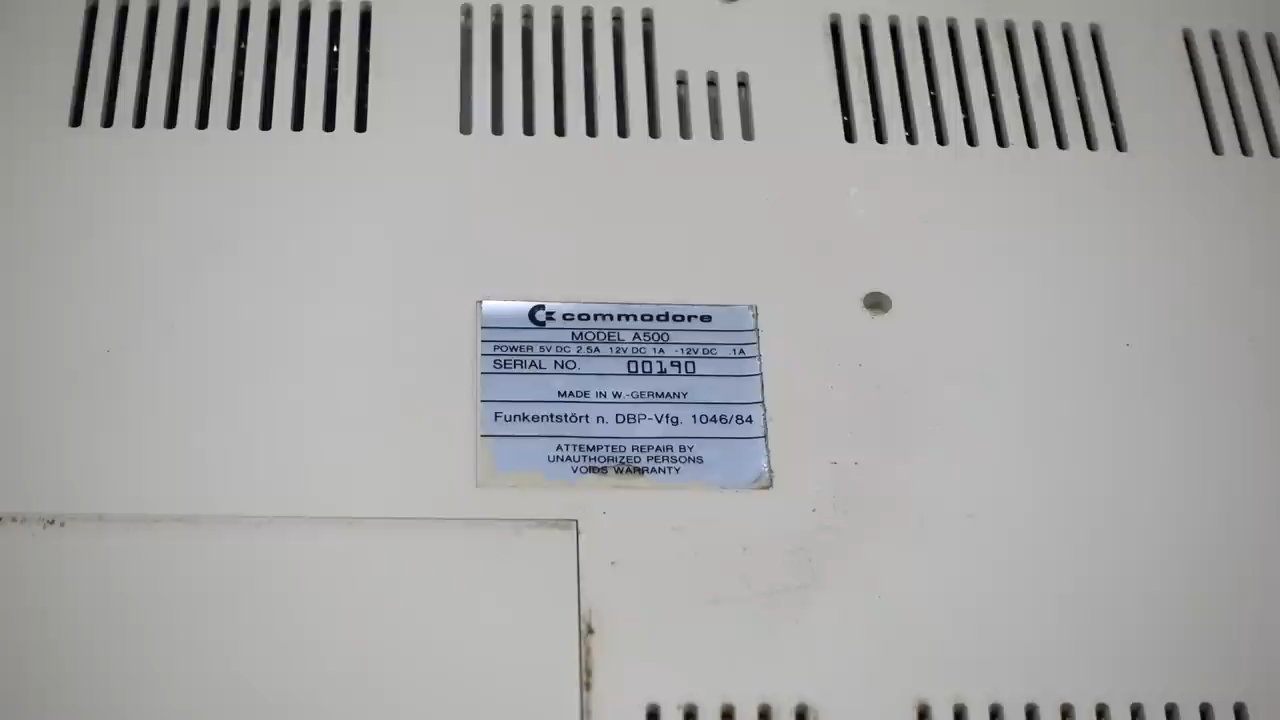 commodore
MODEL A500
POWER 5V DC 2.5A 12V DC 1A -12V DC .1A
SERIAL NO. 00190
MADE IN W.-GERMANY
Funkentstört n. DBP-Vfg. 1046/84
ATTEMPTED REPAIR BY
UNAUTHORIZED PERSONS
VOIDS WARRANTY